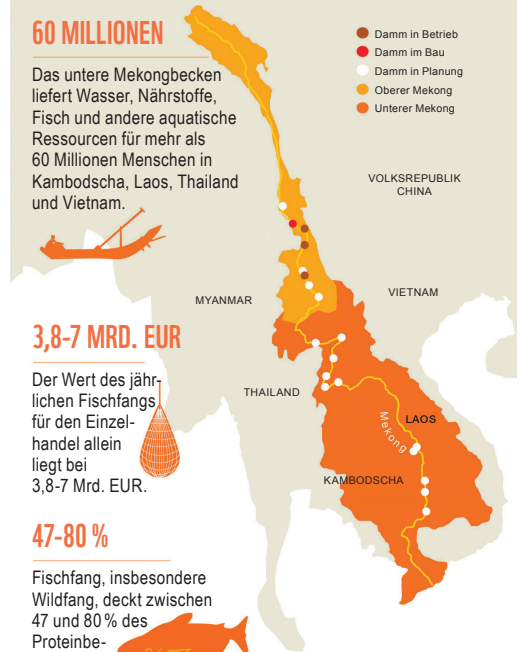 60 MILLIONEN
Das untere Mekongbecken
liefert Wasser, Nährstoffe,
Fisch und andere aquatische
Ressourcen für mehr als
60 Millionen Menschen in
Kambodscha, Laos, Thailand
und Vietnam.
3,8-7 MRD. EUR
Der Wert des jähr-
lichen Fischfangs
für den Einzel-
handel allein
liegt bei
3,8-7 Mrd. EUR.
47-80 %
Fischfang, insbesondere
Wildfang, deckt zwischen
47 und 80 % des
Proteinbe-
Damm in Betrieb
Damm im Bau
Damm in Planung
Oberer Mekong
Unterer Mekong
VOLKSREPUBLIK
CHINA
MYANMAR
VIETNAM
THAILAND
LAOS
Mekong
KAMBODSCHA